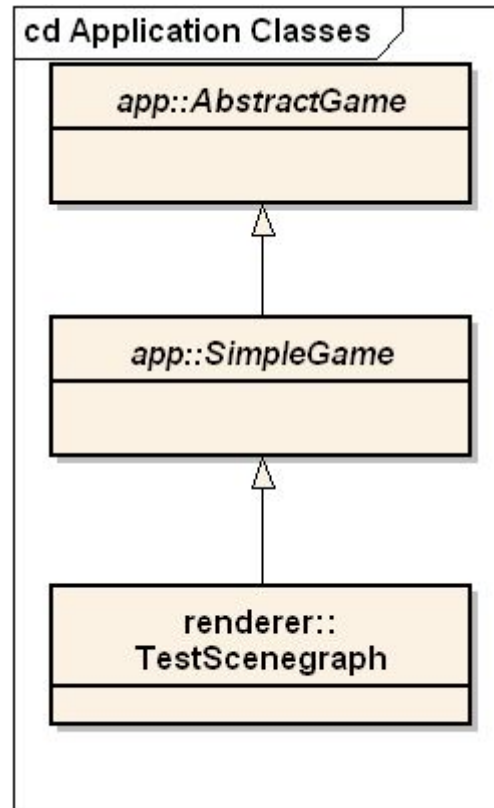 cd Application Classes
app::AbstractGame
app::SimpleGame
renderer::
TestScenegraph